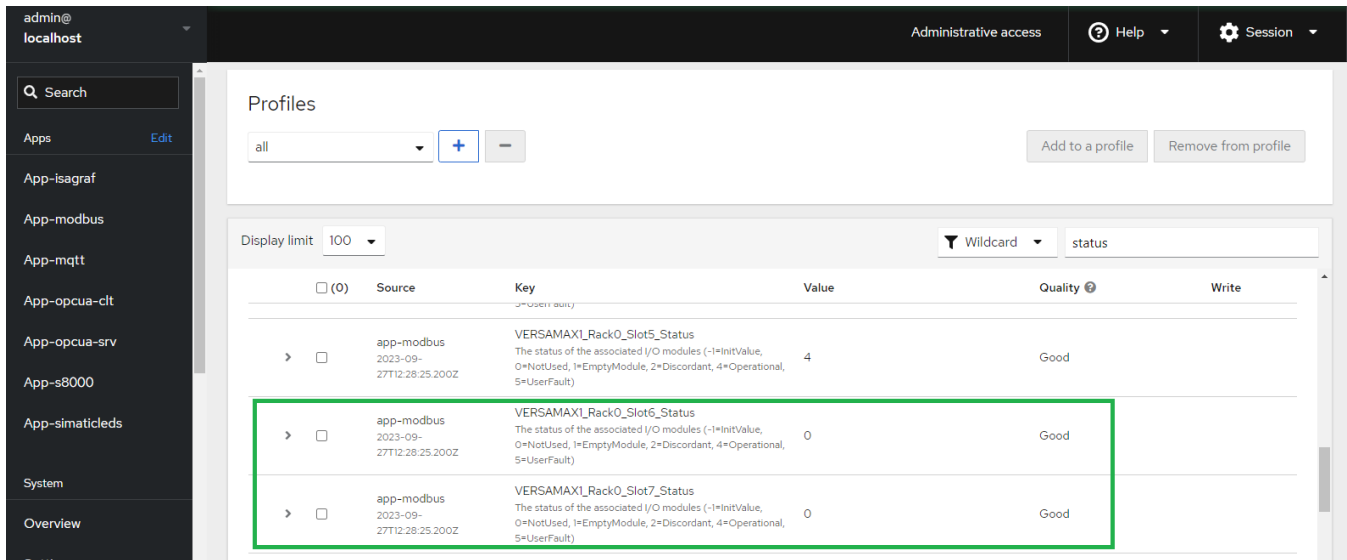 admin@
localhost
Administrative access
Help
Session
Search
Apps Edit
App-isagraf
App-modbus
App-mqtt
App-opcua-clt
App-opcua-srv
App-s8000
App-simaticleds
System
Overview
Profiles
all
Add to a profile
Remove from profile
Display limit 100
Wildcard
status
(0) Source Key Value Quality Write
5=UserFault)
app-modbus
2023-09-
27T12:28:25.200Z
VERSAMAX1_Rack0_Slot5_Status
The status of the associated I/O modules (-1=InitValue,
0=NotUsed, 1=EmptyModule, 2=Discordant, 4=Operational,
5=UserFault)
4
Good
app-modbus
2023-09-
27T12:28:25.200Z
VERSAMAX1_Rack0_Slot6_Status
The status of the associated I/O modules (-1=InitValue,
0=NotUsed, 1=EmptyModule, 2=Discordant, 4=Operational,
5=UserFault)
0
Good
app-modbus
2023-09-
27T12:28:25.200Z
VERSAMAX1_Rack0_Slot7_Status
The status of the associated I/O modules (-1=InitValue,
0=NotUsed, 1=EmptyModule, 2=Discordant, 4=Operational,
5=UserFault)
0
Good